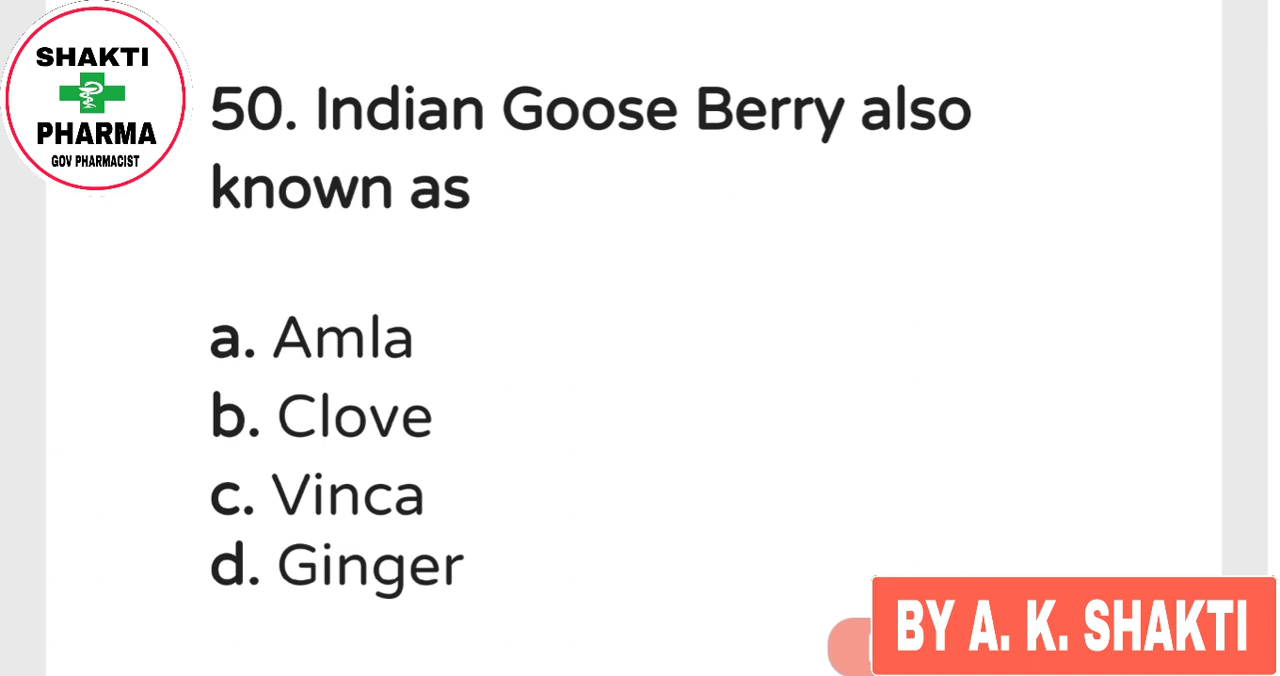 SHAKTI
PHARMA
GOV PHARMACIST
50. Indian Goose Berry also
known as
a. Amla
b. Clove
c. Vinca
d. Ginger
BY A. K. SHAKTI